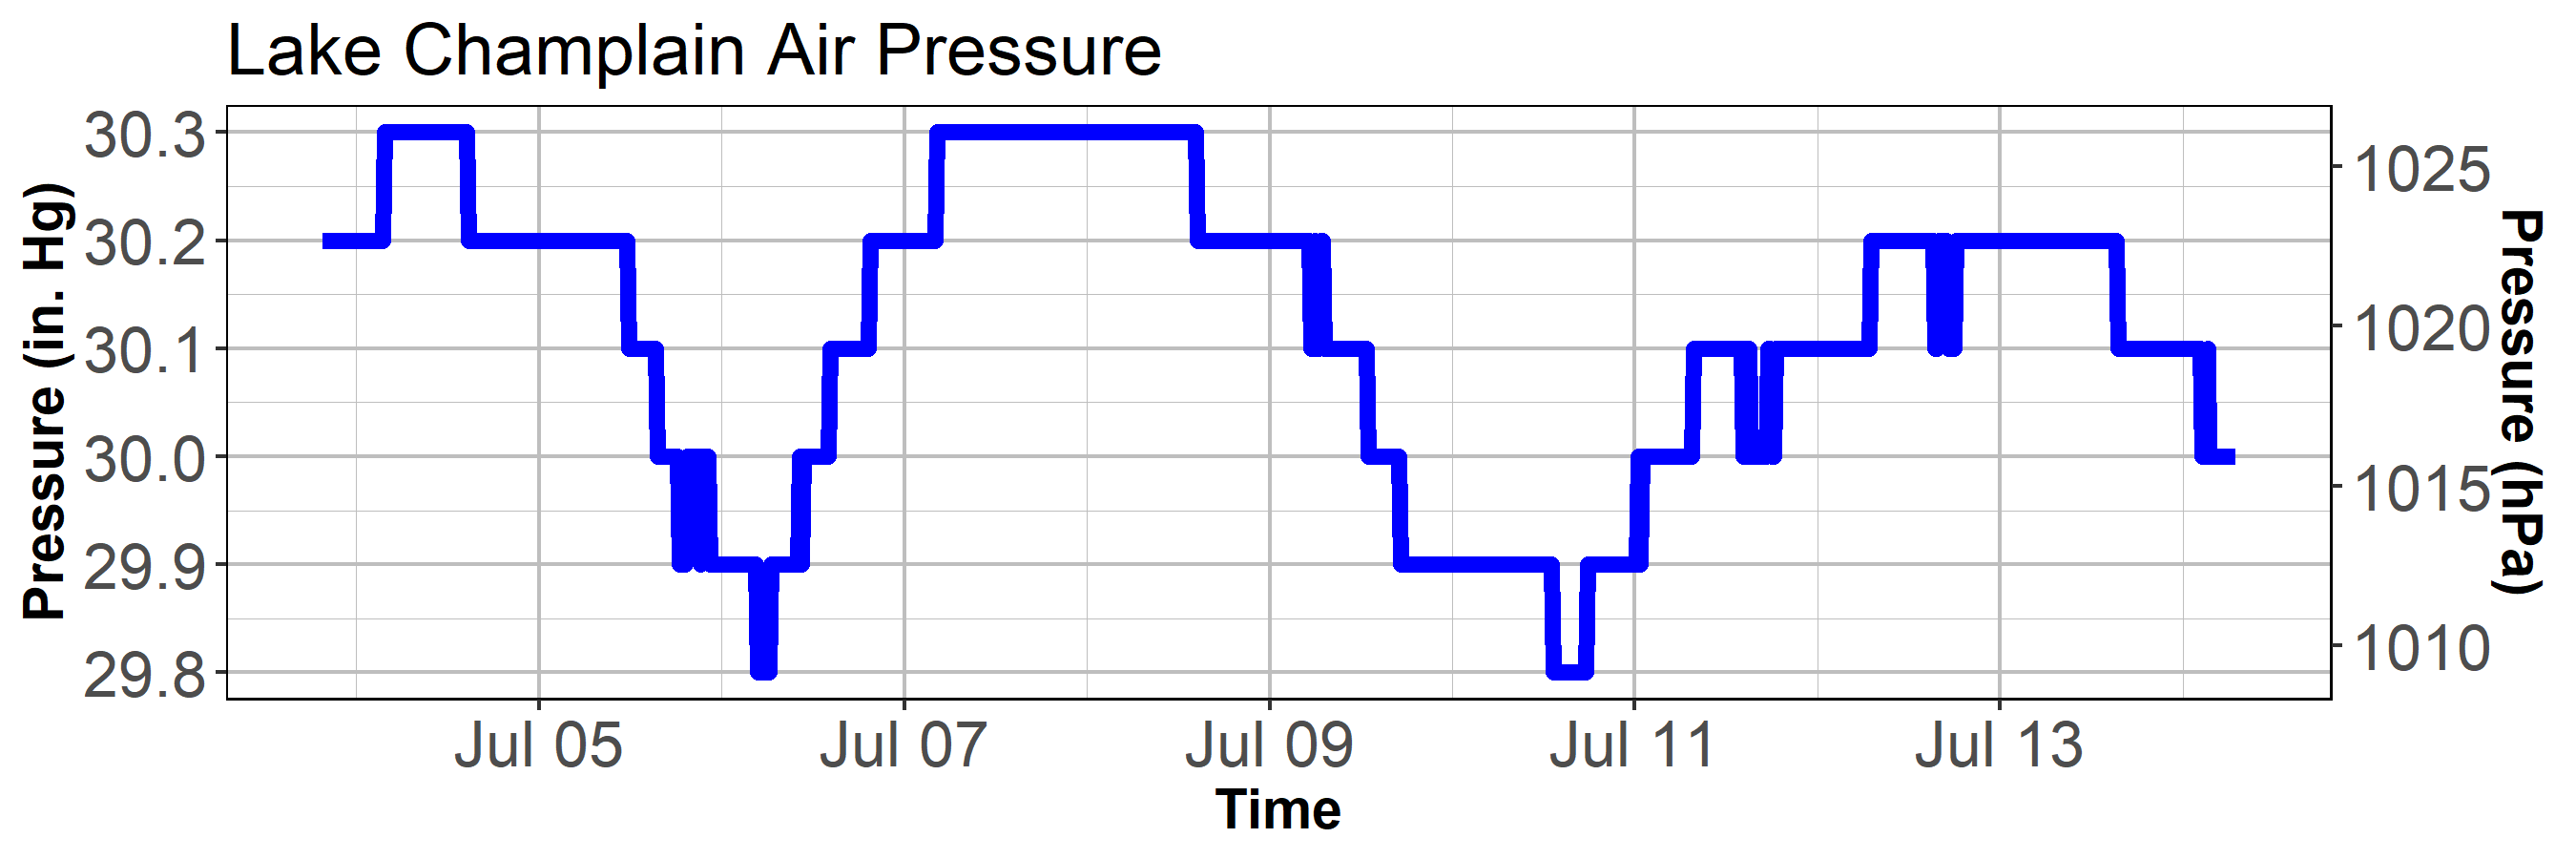 Lake Champlain Air Pressure
Pressure (in. Hg)
30.3
30.2
30.1
30.0
29.9
29.8
1025
1020
1015
1010
Pressure (hPa)
Jul 05 Jul 07 Jul 09 Jul 11 Jul 13
Time